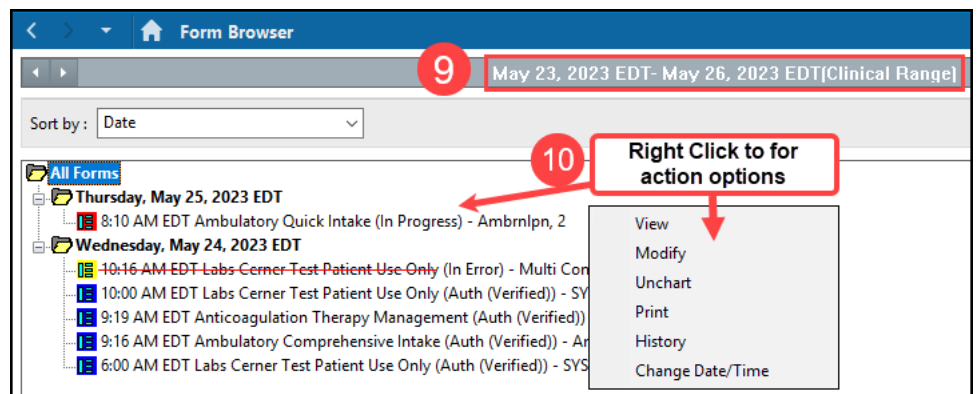 Form Browser
9
May 23, 2023 EDT- May 26, 2023 EDT(Clinical Range)
Sort by : Date
All Forms
10
Right Click to for
action options
Thursday, May 25, 2023 EDT
8:10 AM EDT Ambulatory Quick Intake (In Progress) - Ambrnlpn, 2
Wednesday, May 24, 2023 EDT
10:16 AM EDT Labs Cerner Test Patient Use Only (In Error) - Multi Con
10:00 AM EDT Labs Cerner Test Patient Use Only (Auth (Verified)) - SY
9:19 AM EDT Anticoagulation Therapy Management (Auth (Verified))
9:16 AM EDT Ambulatory Comprehensive Intake (Auth (Verified)) - Ar
6:00 AM EDT Labs Cerner Test Patient Use Only (Auth (Verified)) - SYS
View
Modify
Unchart
Print
History
Change Date/Time